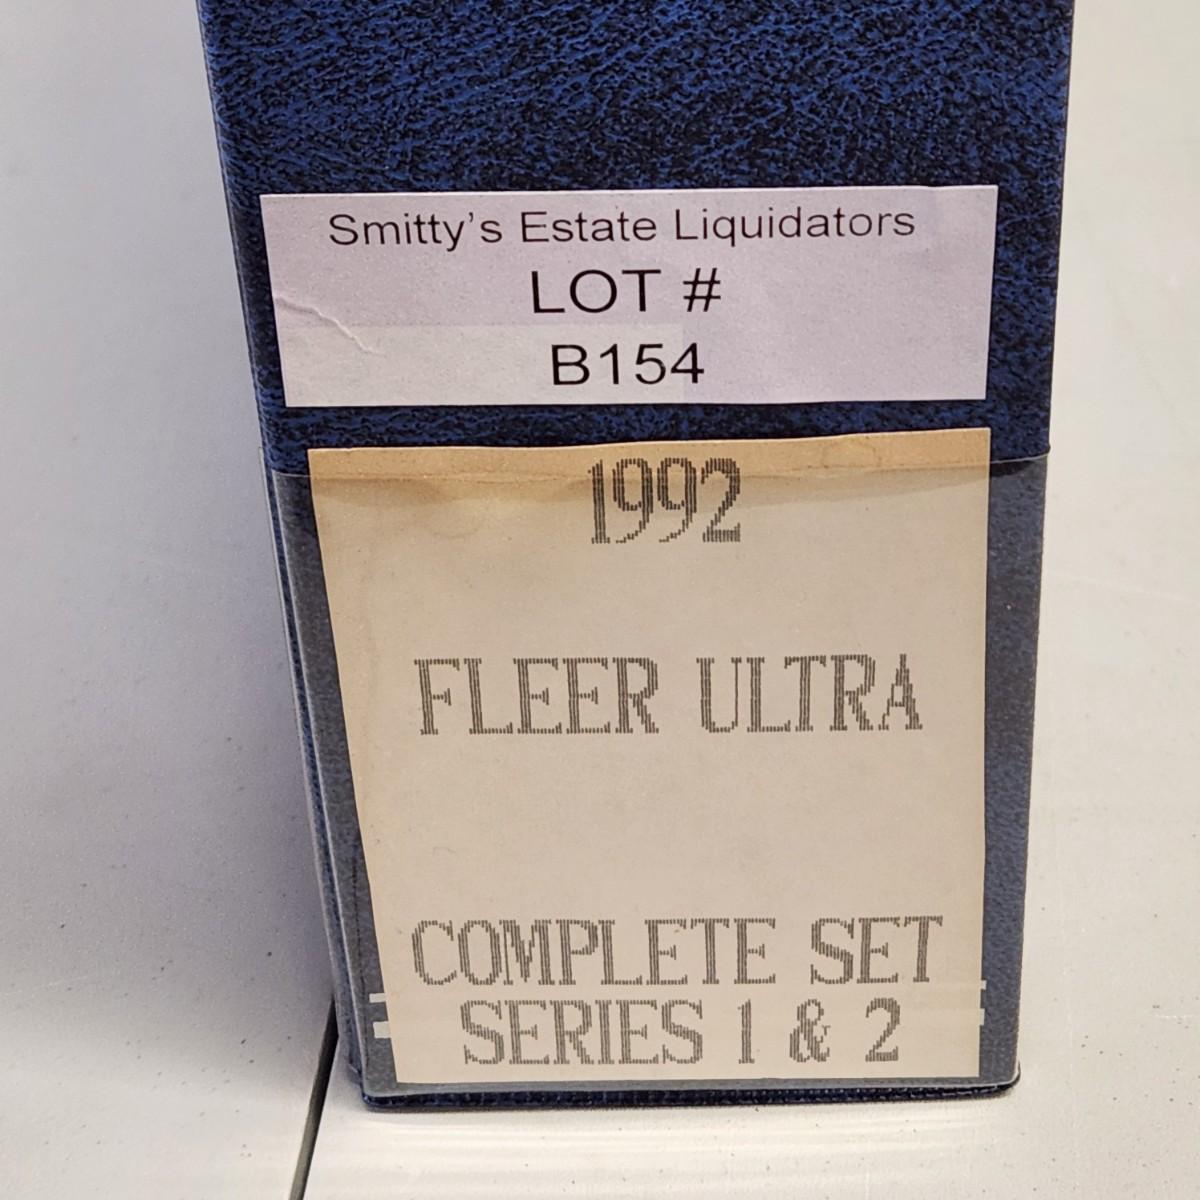 Smitty's Estate Liquidators
LOT #
B154
1992
FLEER ULTRA
COMPLETE SET
SERIES 1 & 2